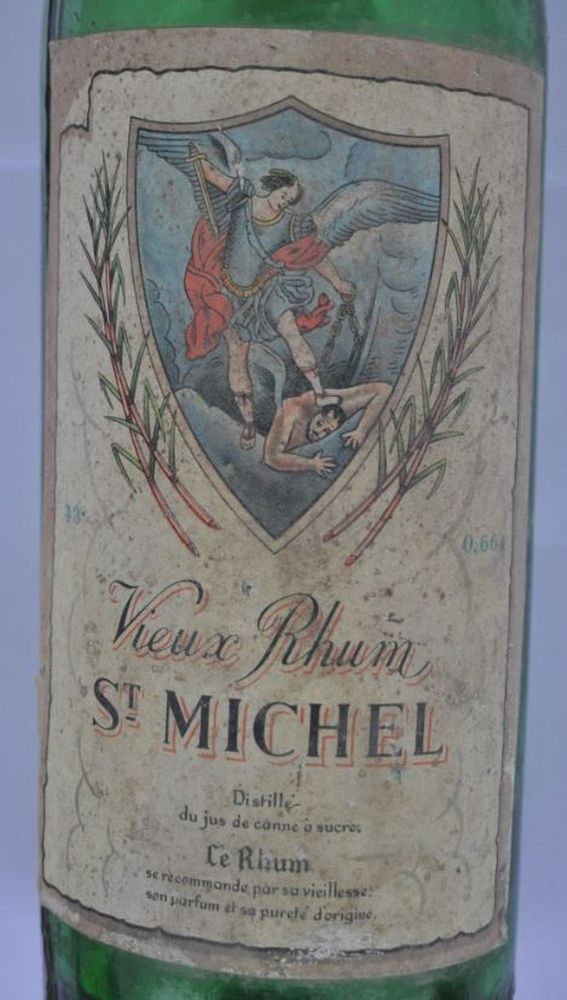 43°
0.66
Vieux Rhum
ST MICHEL
Distillé
du jus de canne à sucre.
Le Rhum
se recommande par sa vieillesse.
son parfum et sa pureté d'origine.